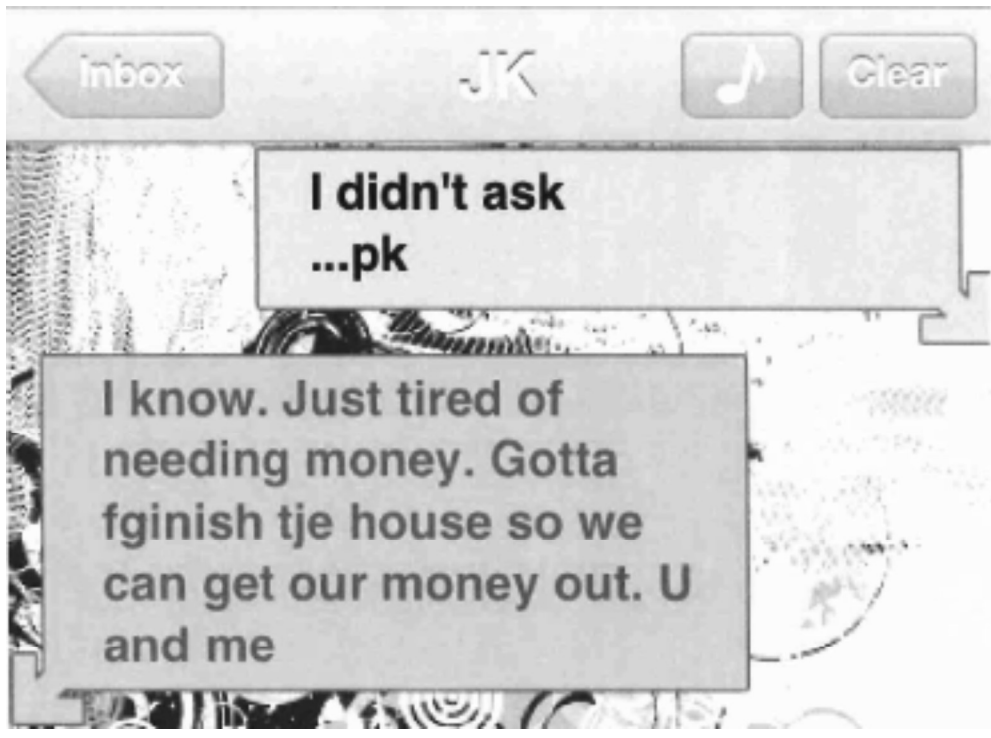 Inbox JK Clear
I didn't ask
...pk
I know. Just tired of
needing money. Gotta
fginish tje house so we
can get our money out. U
and me